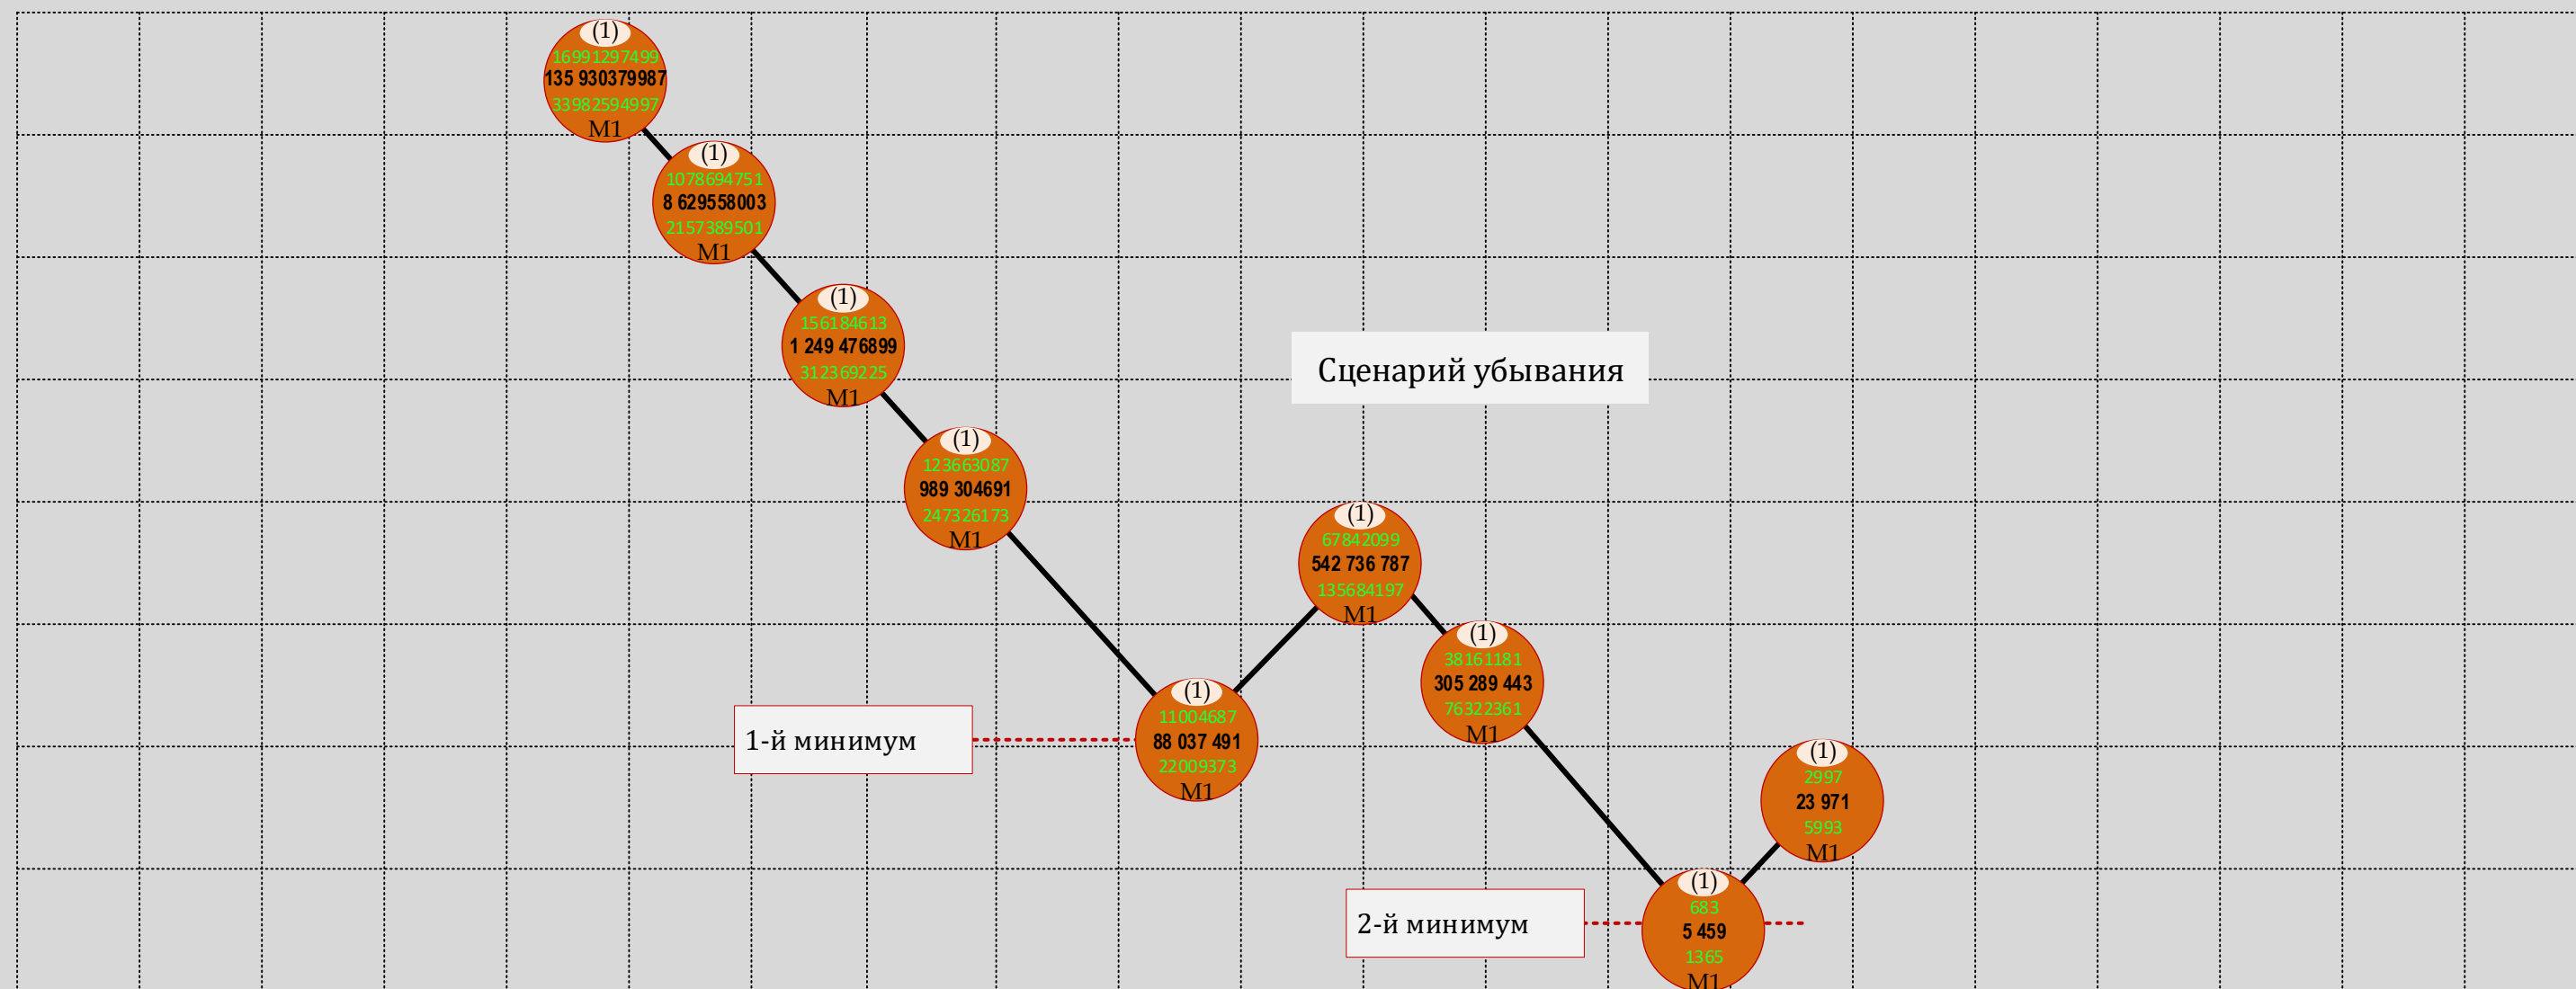 (1)
16991297499
135 930379987
33982594997
M1
(1)
1078694751
8 629558003
2157389501
M1
(1)
156184613
1 249 476899
312369225
M1
Сценарий убывания
(1)
123663087
989 304691
247326173
M1
(1)
67842099
542 736 787
135684197
M1
(1)
38161181
305 289 443
76322361
M1
1-й минимум
(1)
11004687
88 037 491
22009373
M1
(1)
2997
23 971
5993
M1
2-й минимум
(1)
683
5 459
1365
M1